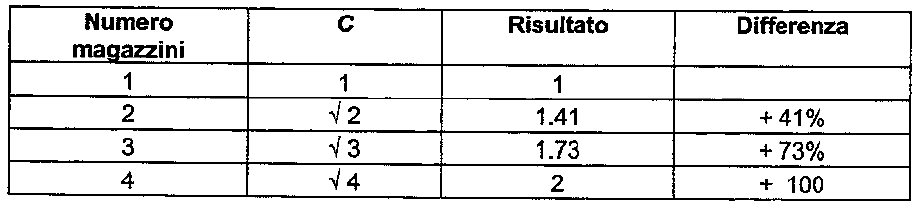 Numero magazzini C Risultato Differenza
1 1 1
2 √ 2 1.41 + 41%
3 √ 3 1.73 + 73%
4 √ 4 2 + 100